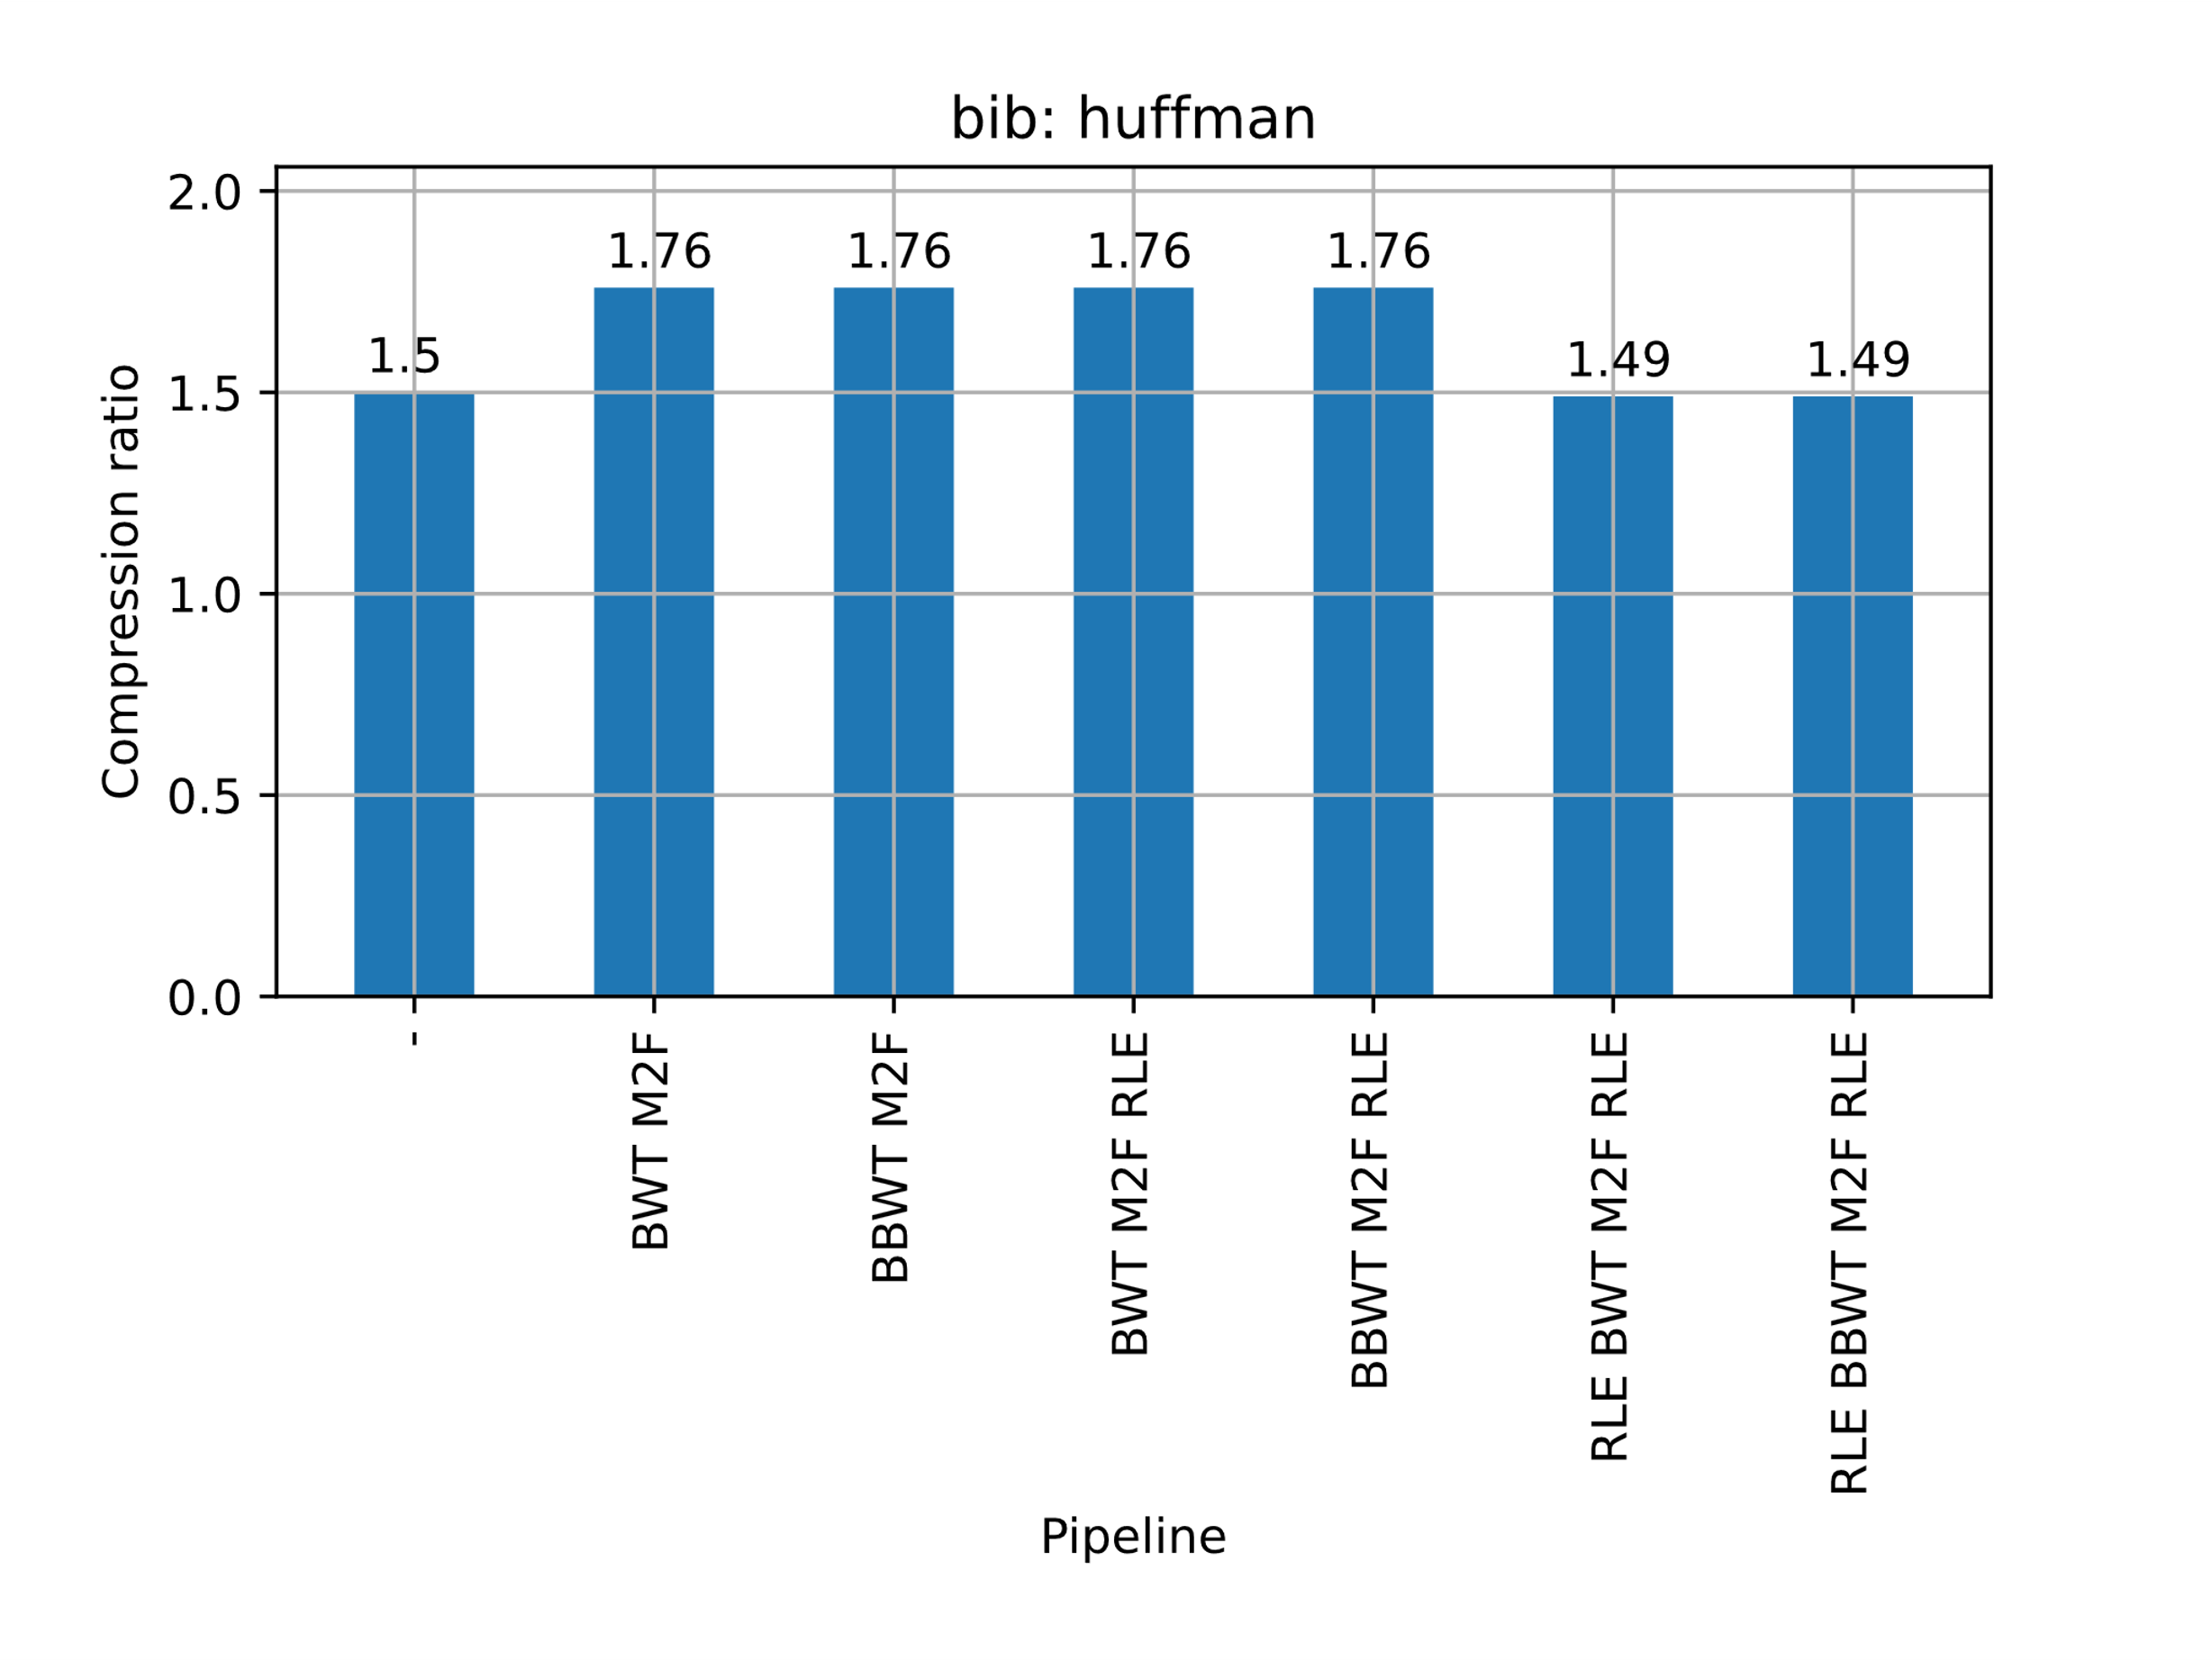 bib: huffman
2.0
1.5
1.0
0.5
0.0
Compression ratio
1.5
1.76
1.76
1.76
1.76
1.49
1.49
-
BWT M2F
BBWT M2F
BWT M2F RLE
BBWT M2F RLE
RLE BWT M2F RLE
RLE BBWT M2F RLE
Pipeline